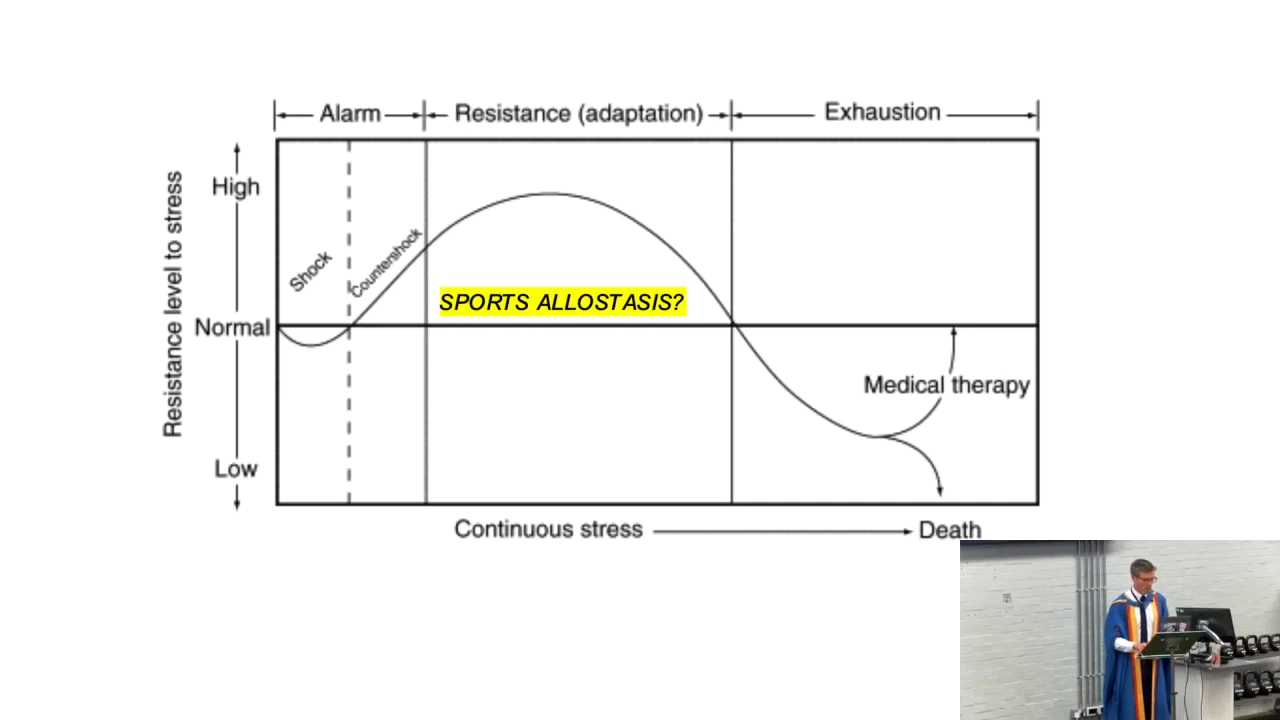 Alarm
Resistance (adaptation)
Exhaustion
High
Shock
Countershock
SPORTS ALLOSTASIS?
Normal
Resistance level to stress
Medical therapy
Low
Continuous stress
Death